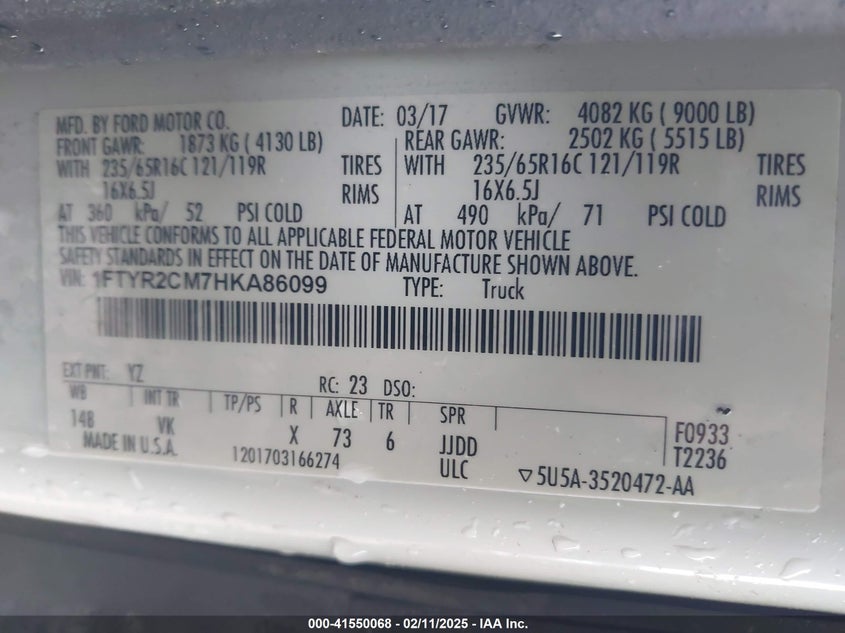 MFD. BY FORD MOTOR CO. DATE: 03/17 GVWR: 4082 KG ( 9000 LB)
FRONT GAWR: 1873 KG ( 4130 LB) REAR GAWR: 2502 KG ( 5515 LB)
WITH 235/65R16C 121/119R TIRES WITH 235/65R16C 121/119R TIRES
16X6.5J RIMS 16X6.5J RIMS
AT 360 kPa/ 52 PSI COLD AT 490 kPa/ 71 PSI COLD
THIS VEHICLE CONFORMS TO ALL APPLICABLE FEDERAL MOTOR VEHICLE
SAFETY STANDARDS IN EFFECT ON THE DATE OF MANUFACTURE SHOWN ABOVE.
VIN: 1FTYR2CM7HKA86099 TYPE: Truck
EXT PNT: YZ RC: 23 DSO:
WB INT TR TP/PS R AXLE TR SPR
148 VK X 73 6 JJDD F0933
MADE IN U.S.A. 1201703166274 ULC T2236
5U5A-3520472-AA
000-41550068 - 02/11/2025 - IAA Inc.